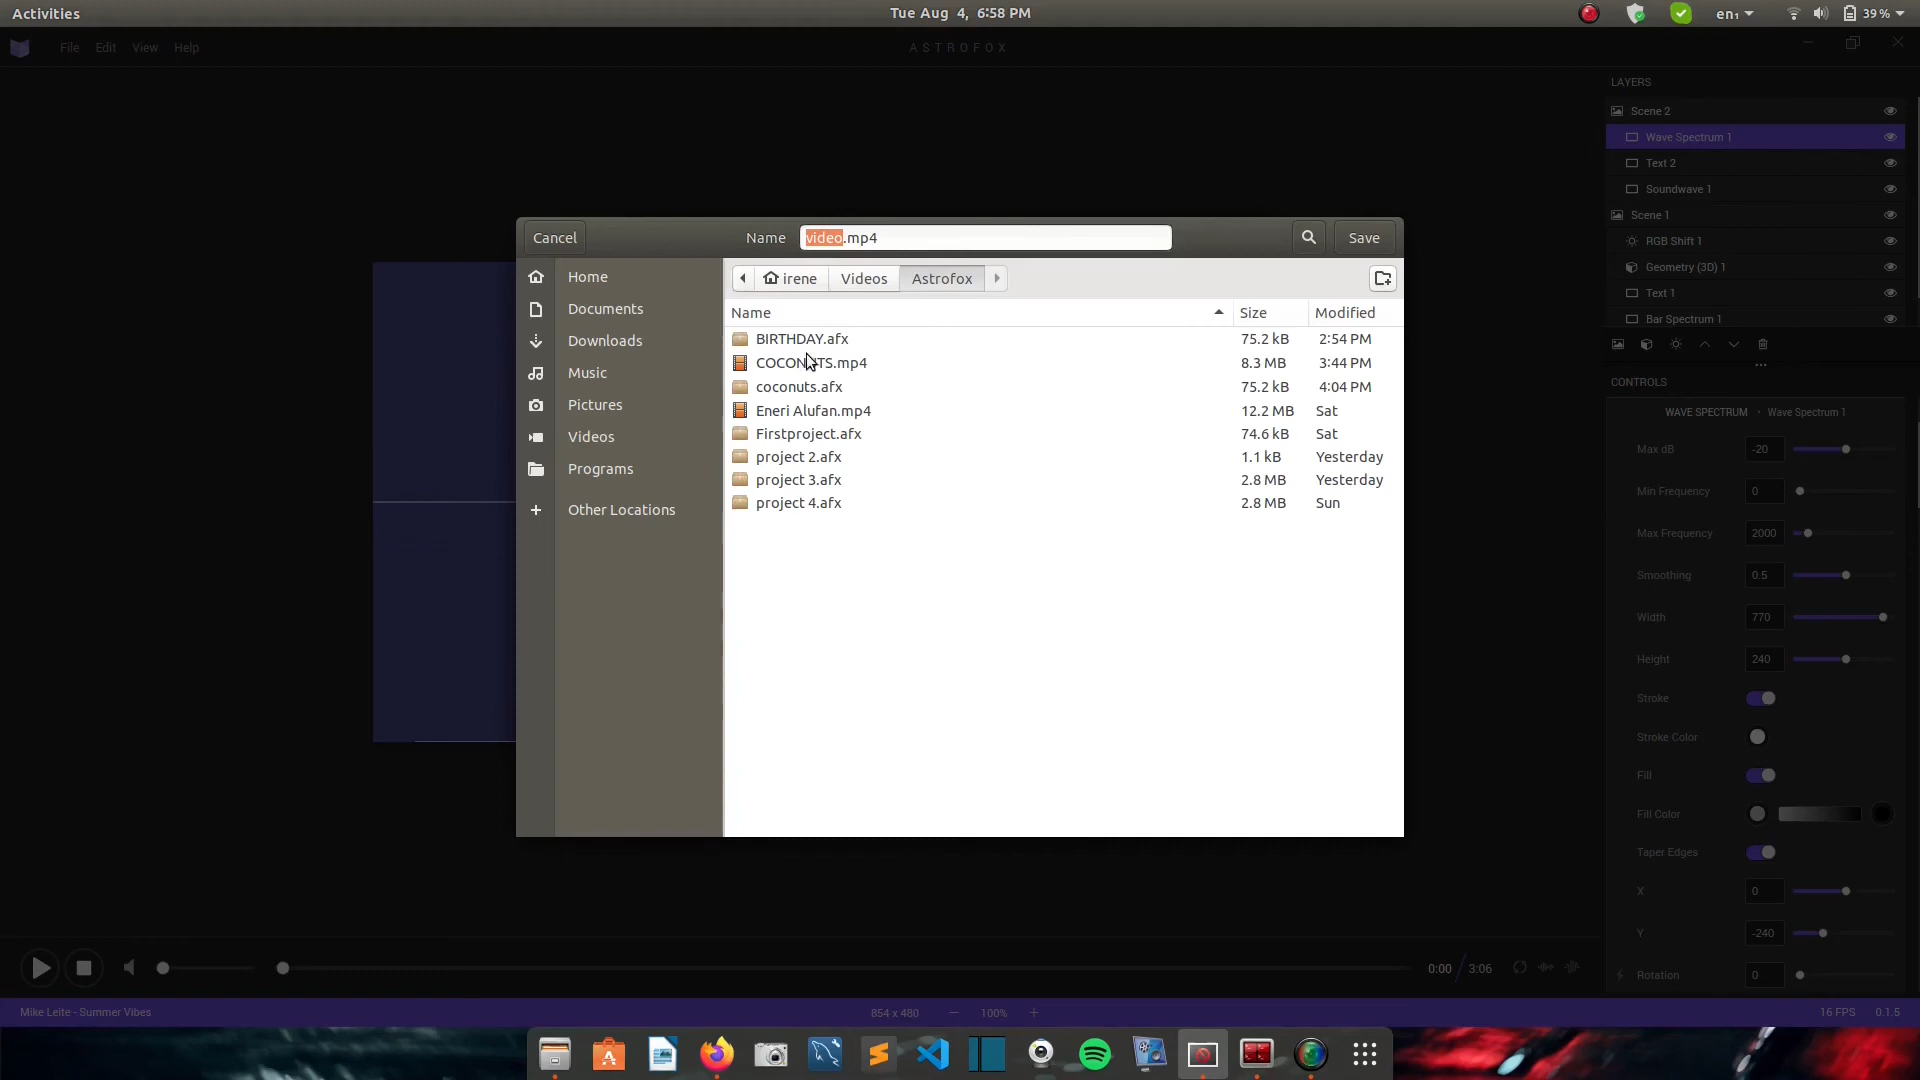 Activities
Tue Aug 4, 6:58 PM
en₁
39 %
File Edit View Help
ASTROFOX
LAYERS
Scene 2
Wave Spectrum 1
Text 2
Soundwave 1
Scene 1
RGB Shift 1
Geometry (3D) 1
Text 1
Bar Spectrum 1
Cancel
Name video.mp4
Save
Home
Documents
Downloads
Music
Pictures
Videos
Programs
Other Locations
irene Videos Astrofox
Name Size Modified
BIRTHDAY.afx 75.2 kB 2:54 PM
COCONUTS.mp4 8.3 MB 3:44 PM
coconuts.afx 75.2 kB 4:04 PM
Eneri Alufan.mp4 12.2 MB Sat
Firstproject.afx 74.6 kB Sat
project 2.afx 1.1 kB Yesterday
project 3.afx 2.8 MB Yesterday
project 4.afx 2.8 MB Sun
CONTROLS
WAVE SPECTRUM • Wave Spectrum 1
Max dB -20
Min Frequency 0
Max Frequency 2000
Smoothing 0.5
Width 770
Height 240
Stroke
Stroke Color
Fill
Fill Color
Taper Edges
X 0
Y -240
Rotation 0
0:00 / 3:06
Mike Leite - Summer Vibes
854 x 480
100%
16 FPS
0.1.5